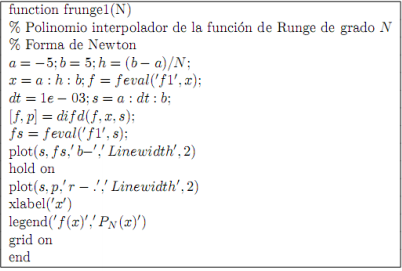 function frunge1(N)
% Polinomio interpolador de la función de Runge de grado N
% Forma de Newton
a = −5; b = 5; h = (b − a)/N;
x = a : h : b; f = feval('f1', x);
dt = 1e − 03; s = a : dt : b;
[f, p] = difd(f, x, s);
fs = feval('f1', s);
plot(s, fs,' b−',' Linewidth', 2)
hold on
plot(s, p,' r − .',' Linewidth', 2)
xlabel('x')
legend('f(x)',' P_N(x)')
grid on
end